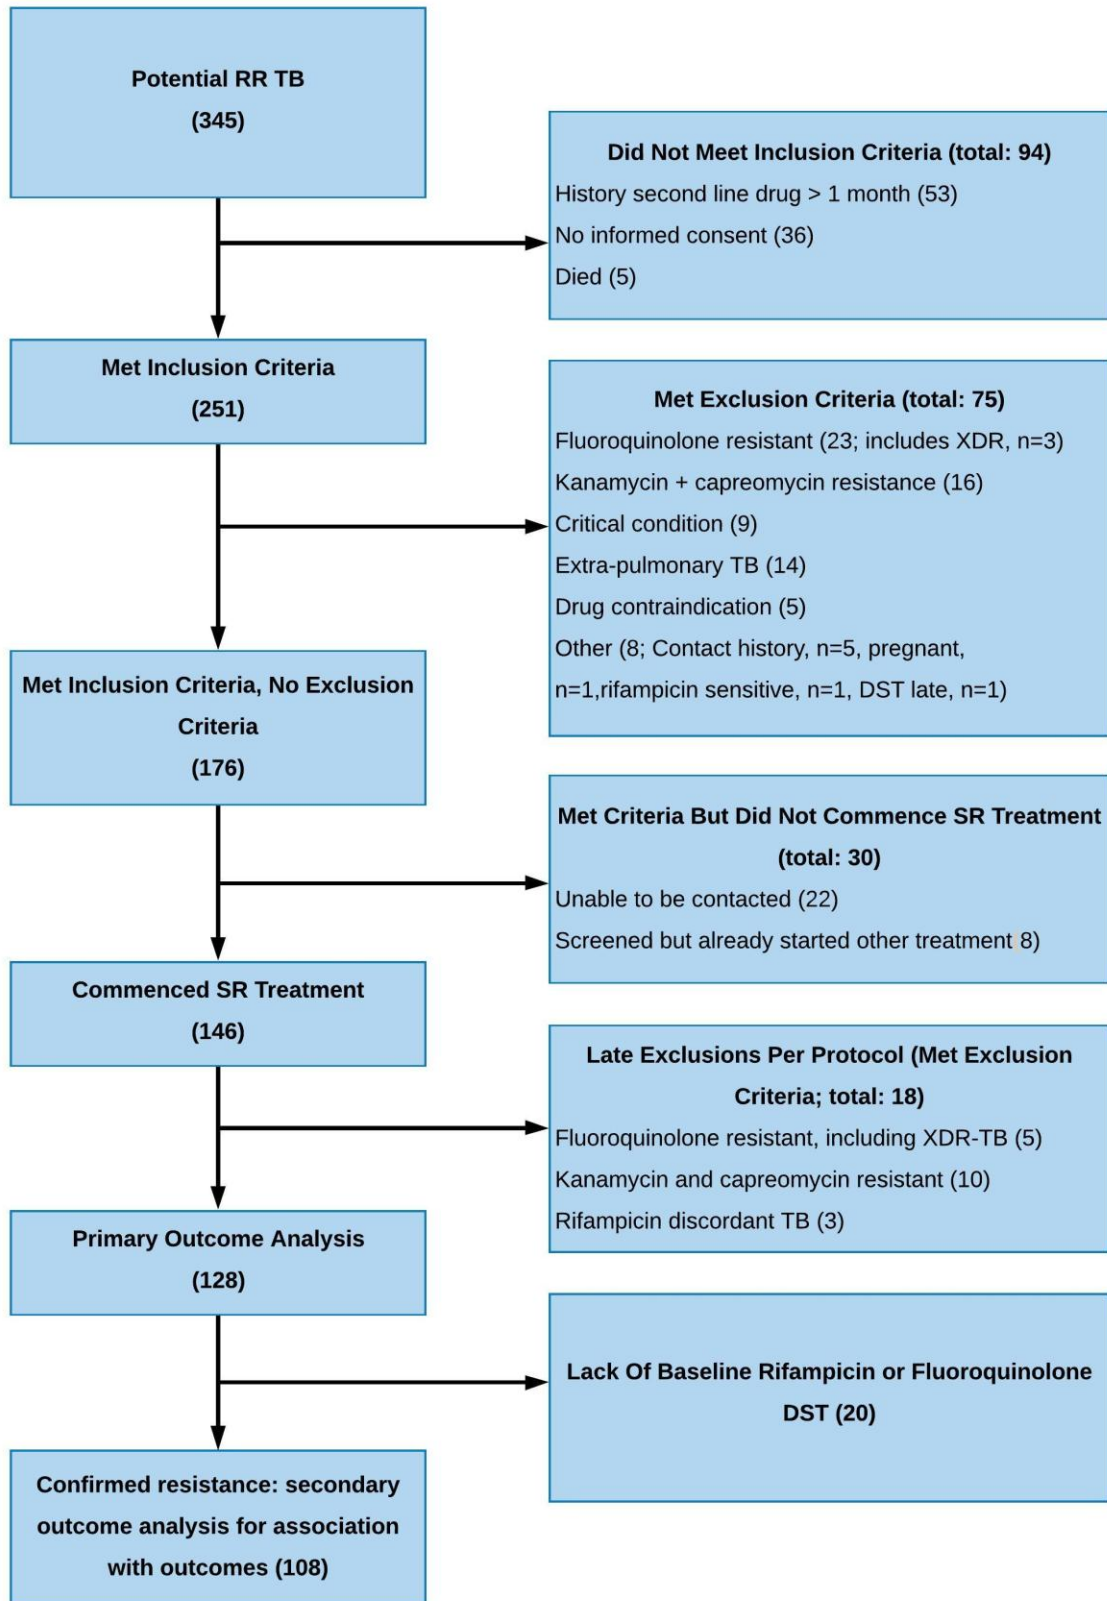 Potential RR TB
(345)
Did Not Meet Inclusion Criteria (total: 94)
History second line drug > 1 month (53)
No informed consent (36)
Died (5)
Met Inclusion Criteria
(251)
Met Exclusion Criteria (total: 75)
Fluoroquinolone resistant (23; includes XDR, n=3)
Kanamycin + capreomycin resistance (16)
Critical condition (9)
Extra-pulmonary TB (14)
Drug contraindication (5)
Other (8; Contact history, n=5, pregnant,
n=1,rifampicin sensitive, n=1, DST late, n=1)
Met Inclusion Criteria, No Exclusion
Criteria
(176)
Met Criteria But Did Not Commence SR Treatment
(total: 30)
Unable to be contacted (22)
Screened but already started other treatment(8)
Commenced SR Treatment
(146)
Late Exclusions Per Protocol (Met Exclusion
Criteria; total: 18)
Fluoroquinolone resistant, including XDR-TB (5)
Kanamycin and capreomycin resistant (10)
Rifampicin discordant TB (3)
Primary Outcome Analysis
(128)
Lack Of Baseline Rifampicin or Fluoroquinolone
DST (20)
Confirmed resistance: secondary
outcome analysis for association
with outcomes (108)